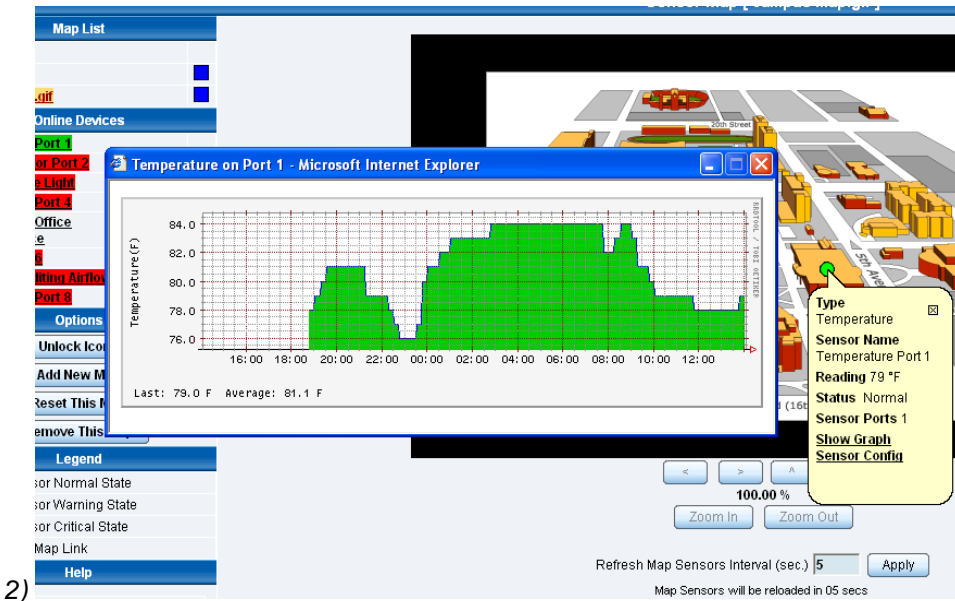 Map List
.gif
Online Devices
Port 1
or Port 2
e Light
Port 4
Office
e
6
Port 8
Options
Unlock
Add New M
Reset This
emove This
Legend
sor Normal State
sor Warning State
sor Critical State
Map Link
Help
2)
Temperature on Port 1 - Microsoft Internet Explorer
Temperature(F)
84.0
82.0
80.0
78.0
76.0
16:00 18:00 20:00 22:00 00:00 02:00 04:00 06:00 08:00 10:00 12:00
Last: 79.0 F Average: 81.1 F
RRDTOOL / TOBI OETIKER
20th Street
5th Ave
(16t
Type
Temperature
Sensor Name
Temperature Port 1
Reading 79 °F
Status Normal
Sensor Ports 1
Show Graph
Sensor Config
< > ^
100.00 %
Zoom In Zoom Out
Refresh Map Sensors Interval (sec.) 5 Apply
Map Sensors will be reloaded in 05 secs